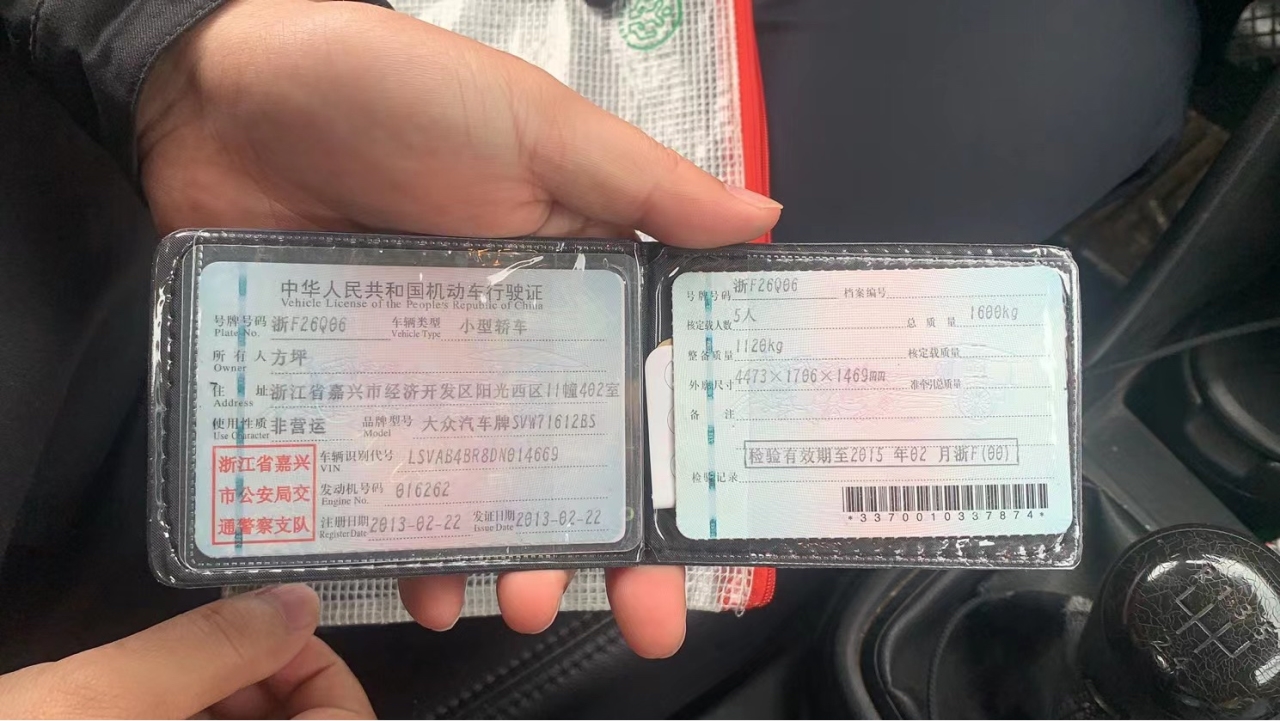 中华人民共和国机动车行驶证
Vehicle License of the People's Republic of China
号牌号码 浙F26Q06 车辆类型 小型轿车
Plate No. Vehicle Type
所有人 方坪
Owner
住址 浙江省嘉兴市经济开发区阳光西区11幢402室
Address
使用性质 非营运 品牌型号 大众汽车牌SVW71612BS
Use Character Model
浙江省嘉兴
市公安局交
通警察支队
车辆识别代号 LSVAB4BR8DN014669
VIN
发动机号码 016262
Engine No.
注册日期 2013-02-22 发证日期 2013-02-22
Register Date Issue Date
号牌号码 浙F26Q06 档案编号
核定载人数 5人 总质量 1600kg
整备质量 1120kg 核定载质量
外廓尺寸 4473×1706×1469mm 准牵引总质量
备注
检验有效期至2015 年02 月浙F(00)
检验记录
*3370010337874*